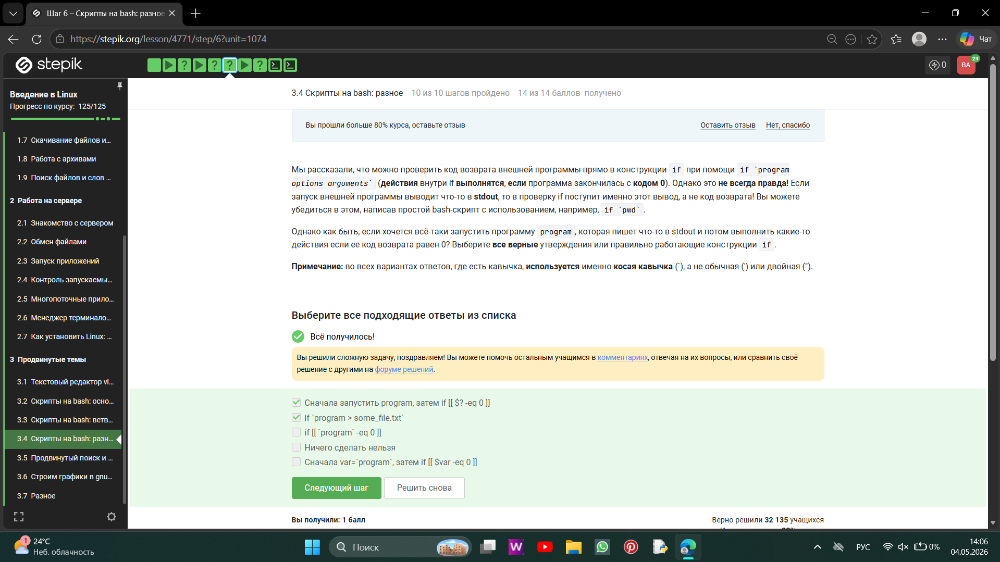 Шаг 6 – Скрипты на bash: разное
https://stepik.org/lesson/4771/step/6?unit=1074
Чат
stepik
0
ВА
24
Введение в Linux
Прогресс по курсу: 125/125
1.7 Скачивание файлов и...
1.8 Работа с архивами
1.9 Поиск файлов и слов ...
2 Работа на сервере
2.1 Знакомство с сервером
2.2 Обмен файлами
2.3 Запуск приложений
2.4 Контроль запускаемы...
2.5 Многопоточные прило...
2.6 Менеджер терминало...
2.7 Как установить Linux: ...
3 Продвинутые темы
3.1 Текстовый редактор vi...
3.2 Скрипты на bash: осно...
3.3 Скрипты на bash: ветв...
3.4 Скрипты на bash: разн...
3.5 Продвинутый поиск и ...
3.6 Строим графики в gnu...
3.7 Разное
3.4 Скрипты на bash: разное 10 из 10 шагов пройдено 14 из 14 баллов получено
Вы прошли больше 80% курса, оставьте отзыв
Оставить отзыв
Нет, спасибо
Мы рассказали, что можно проверить код возврата внешней программы прямо в конструкции if при помощи if `program
options arguments` (действия внутри if выполнятся, если программа закончилась с кодом 0). Однако это не всегда правда! Если
запуск внешней программы выводит что-то в stdout, то в проверку if поступит именно этот вывод, а не код возврата! Вы можете
убедиться в этом, написав простой bash-скрипт с использованием, например, if `pwd`.
Однако как быть, если хочется всё-таки запустить программу program, которая пишет что-то в stdout и потом выполнить какие-то
действия если ее код возврата равен 0? Выберите все верные утверждения или правильно работающие конструкции if.
Примечание: во всех вариантах ответов, где есть кавычка, используется именно косая кавычка (`), а не обычная (') или двойная (").
Выберите все подходящие ответы из списка
Всё получилось!
Вы решили сложную задачу, поздравляем! Вы можете помочь остальным учащимся в комментариях, отвечая на их вопросы, или сравнить своё
решение с другими на форуме решений.
Сначала запустить program, затем if [[ $? -eq 0 ]]
if `program > some_file.txt`
if [[ `program` -eq 0 ]]
Ничего сделать нельзя
Сначала var=`program`, затем if [[ $var -eq 0 ]]
Следующий шаг
Решить снова
Вы получили: 1 балл
Верно решили 32 135 учащихся
1
24°C
Неб. облачность
Поиск
W
РУС
0%
14:06
04.05.2026